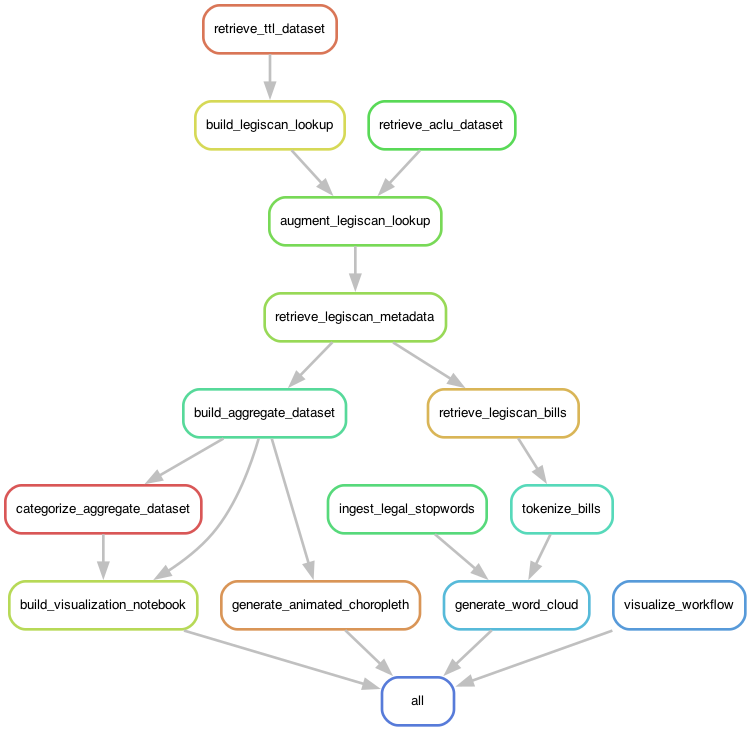 retrieve_ttl_dataset
build_legiscan_lookup
retrieve_aclu_dataset
augment_legiscan_lookup
retrieve_legiscan_metadata
build_aggregate_dataset
retrieve_legiscan_bills
categorize_aggregate_dataset
ingest_legal_stopwords
tokenize_bills
build_visualization_notebook
generate_animated_choropleth
generate_word_cloud
visualize_workflow
all